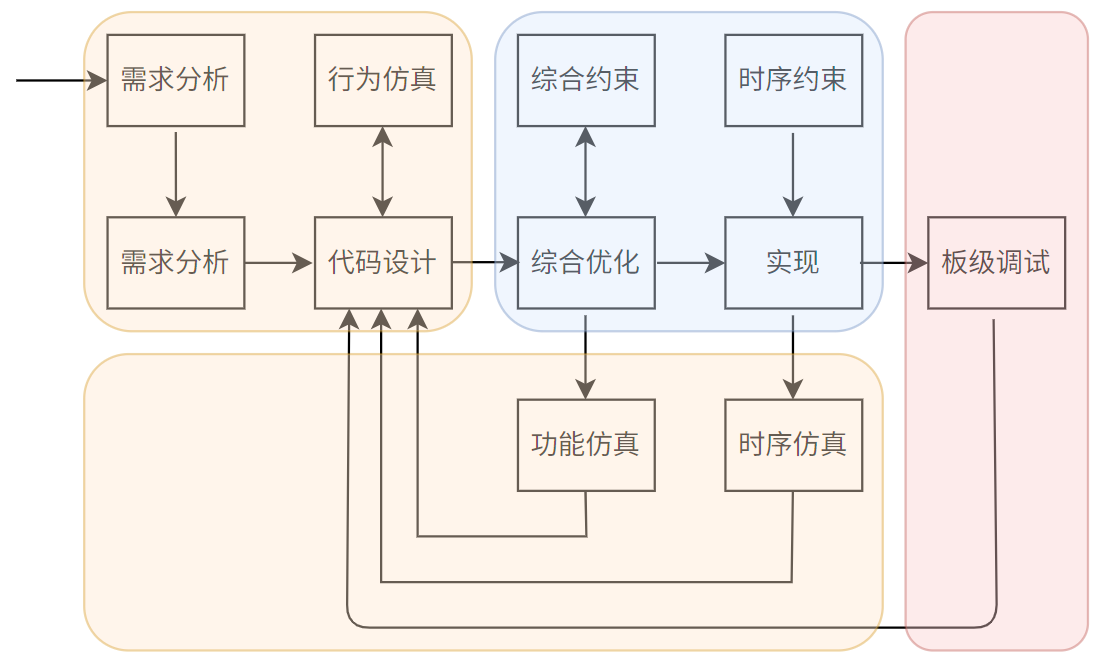 需求分析
行为仿真
综合约束
时序约束
需求分析
代码设计
综合优化
实现
板级调试
功能仿真
时序仿真